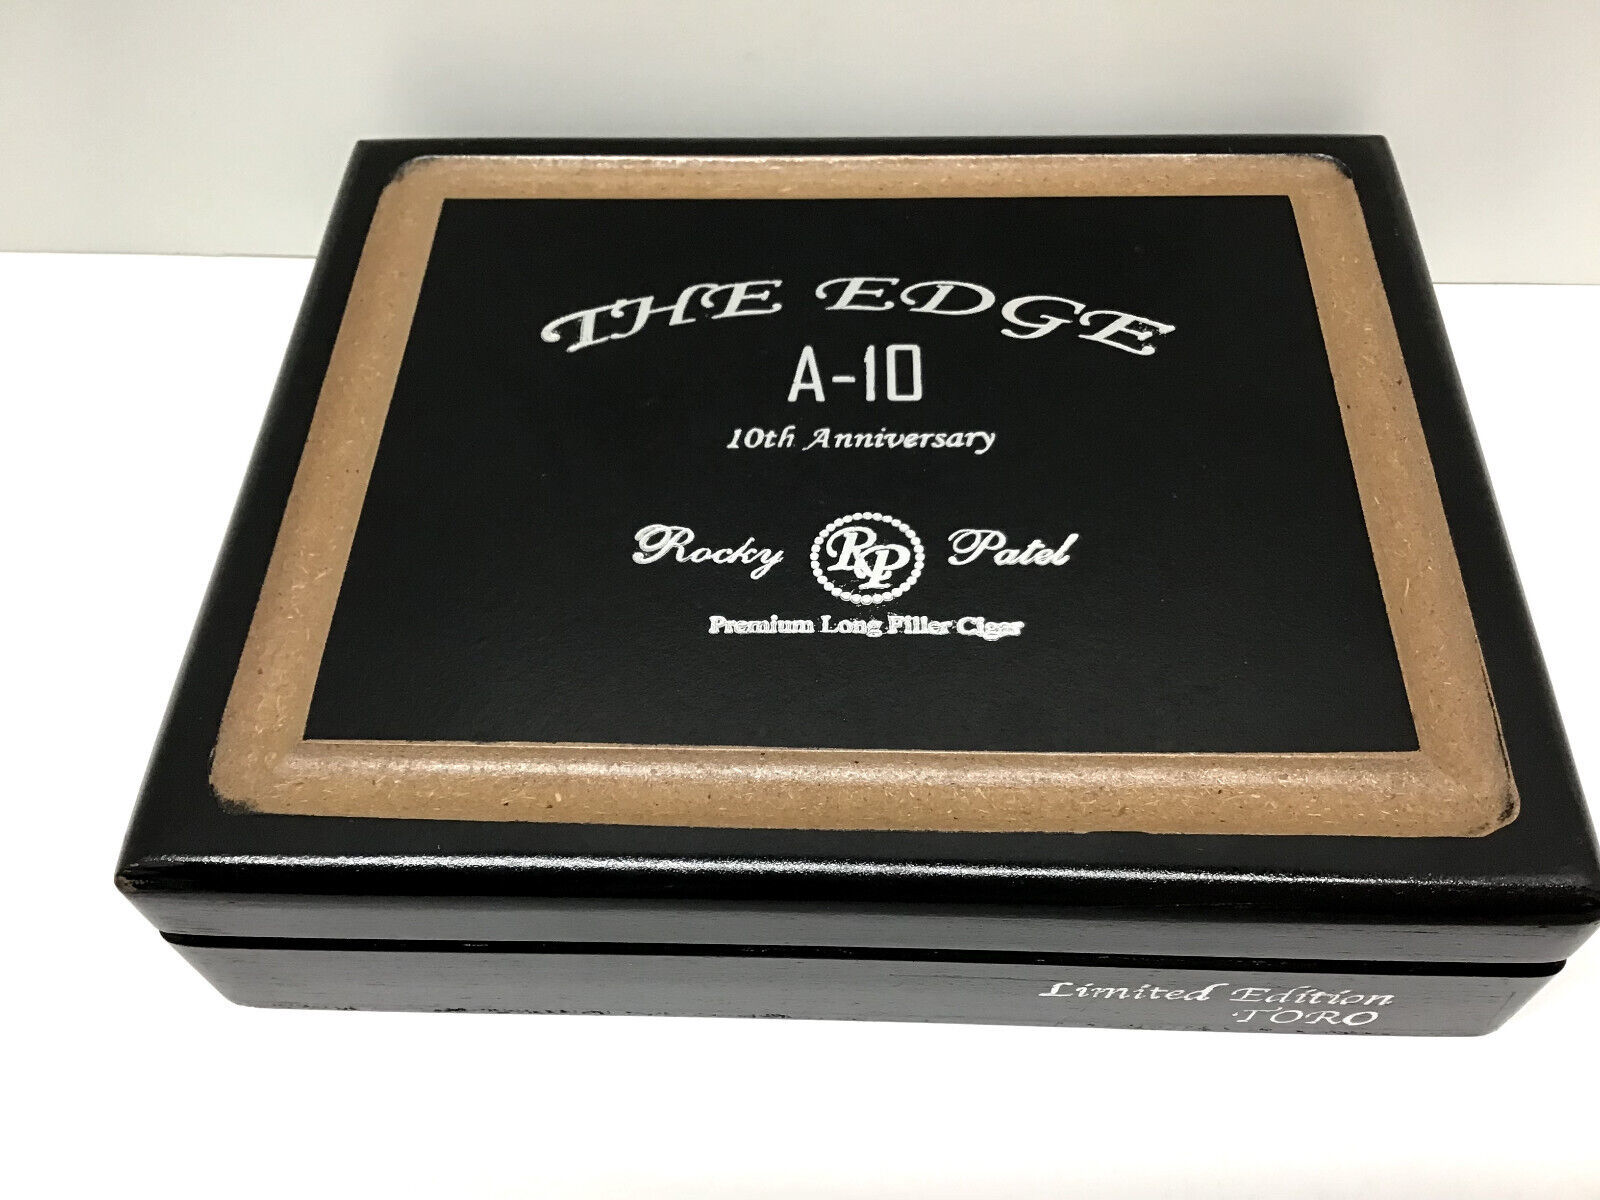 THE EDGE
A-10
10th Anniversary
Rocky RP Patel
Premium Long Filler Cigar
Limited Edition
TORO